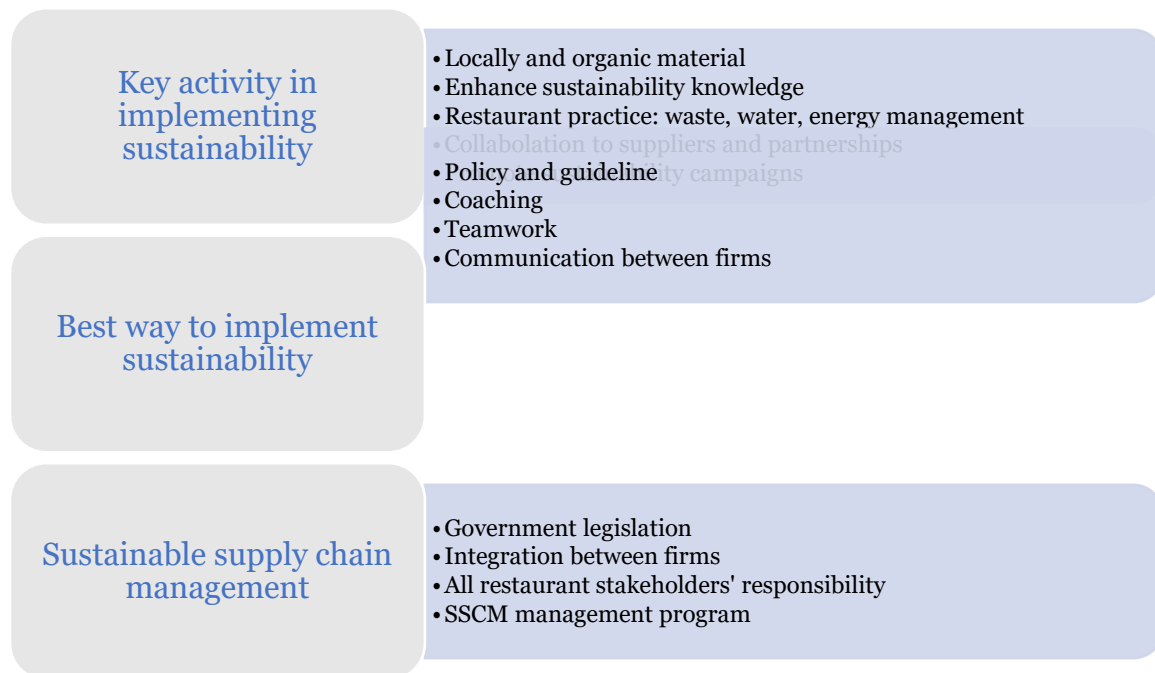 Key activity in
implementing
sustainability
•Locally and organic material
•Enhance sustainability knowledge
•Restaurant practice: waste, water, energy management
•Collabolation to suppliers and partnerships
sustainability campaigns
•Policy and guideline
•Coaching
•Teamwork
•Communication between firms
Best way to implement
sustainability
Sustainable supply chain
management
•Government legislation
•Integration between firms
•All restaurant stakeholders' responsibility
•SSCM management program